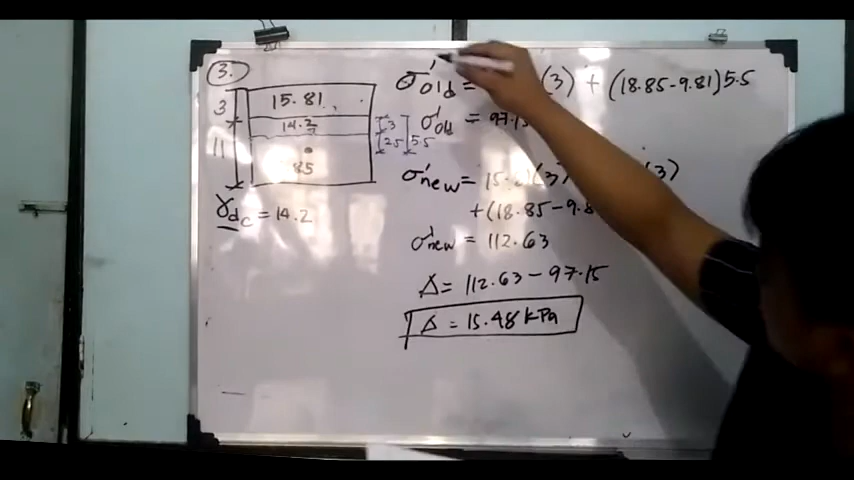 3.
3
15.81
14.2
3
2.5
5.5
11
85
γdc = 14.2
σ'old = (3) + (18.85-9.81)5.5
σ'old = 97.15
σ'new = 15. (3) (3)
+(18.85-9.8
σ'new = 112.63
Δ = 112.63 - 97.15
Δ = 15.48 kPa